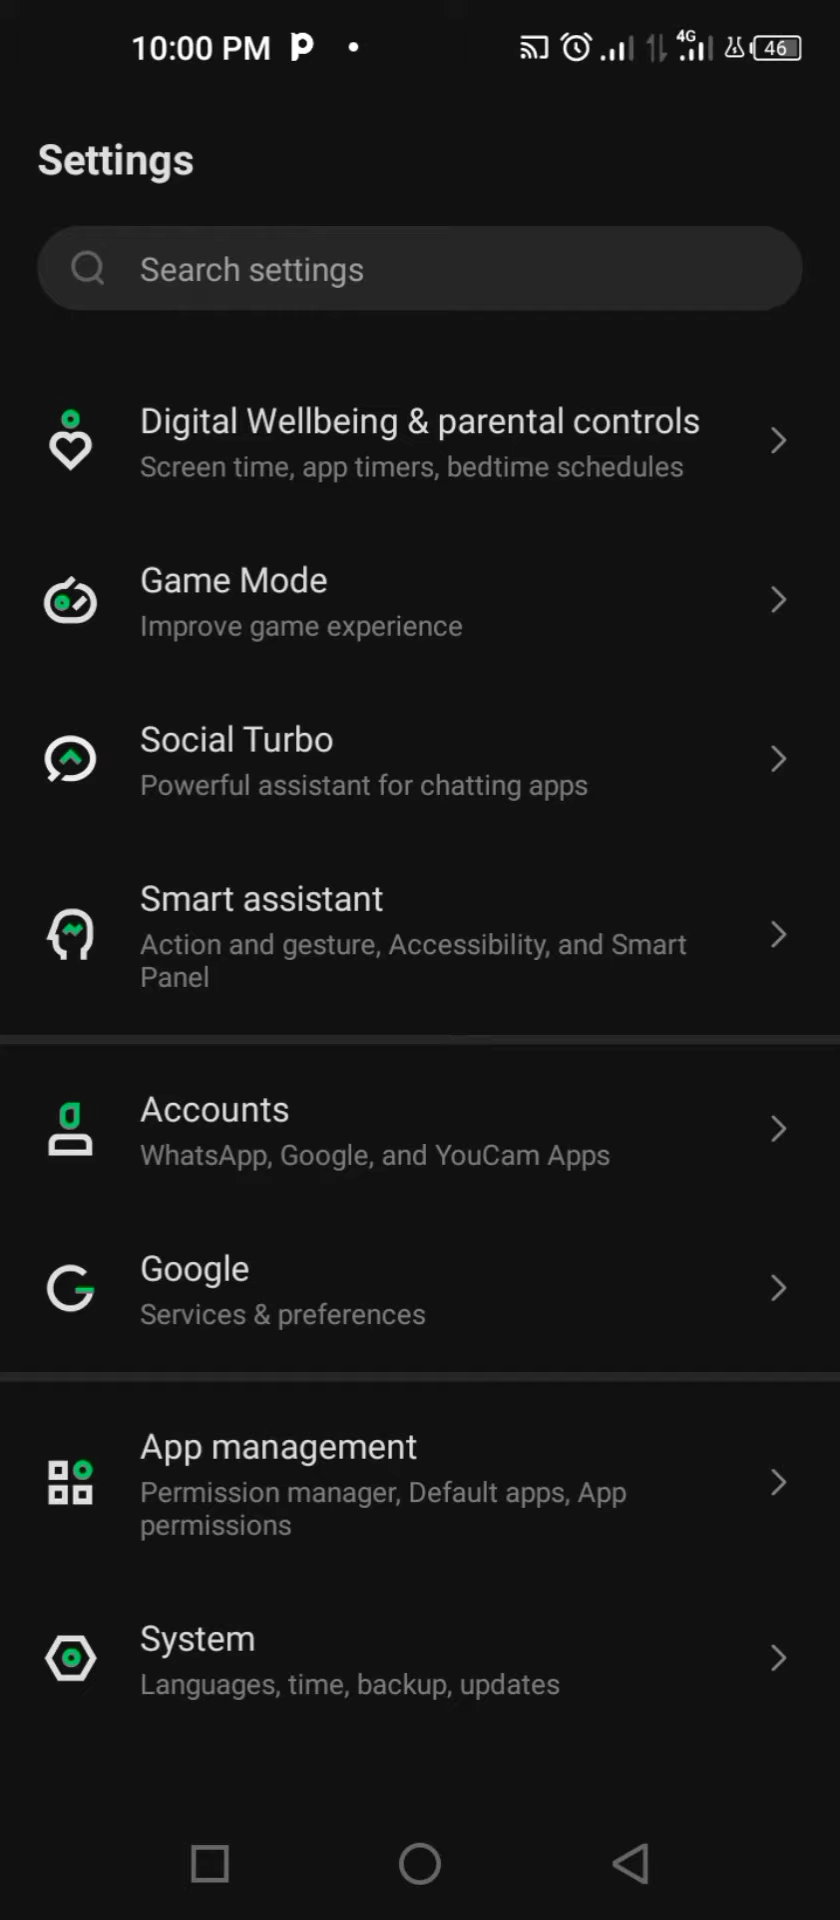 10:00 PM
4G
46
Settings
Search settings
Digital Wellbeing & parental controls
Screen time, app timers, bedtime schedules
Game Mode
Improve game experience
Social Turbo
Powerful assistant for chatting apps
Smart assistant
Action and gesture, Accessibility, and Smart
Panel
Accounts
WhatsApp, Google, and YouCam Apps
Google
Services & preferences
App management
Permission manager, Default apps, App
permissions
System
Languages, time, backup, updates